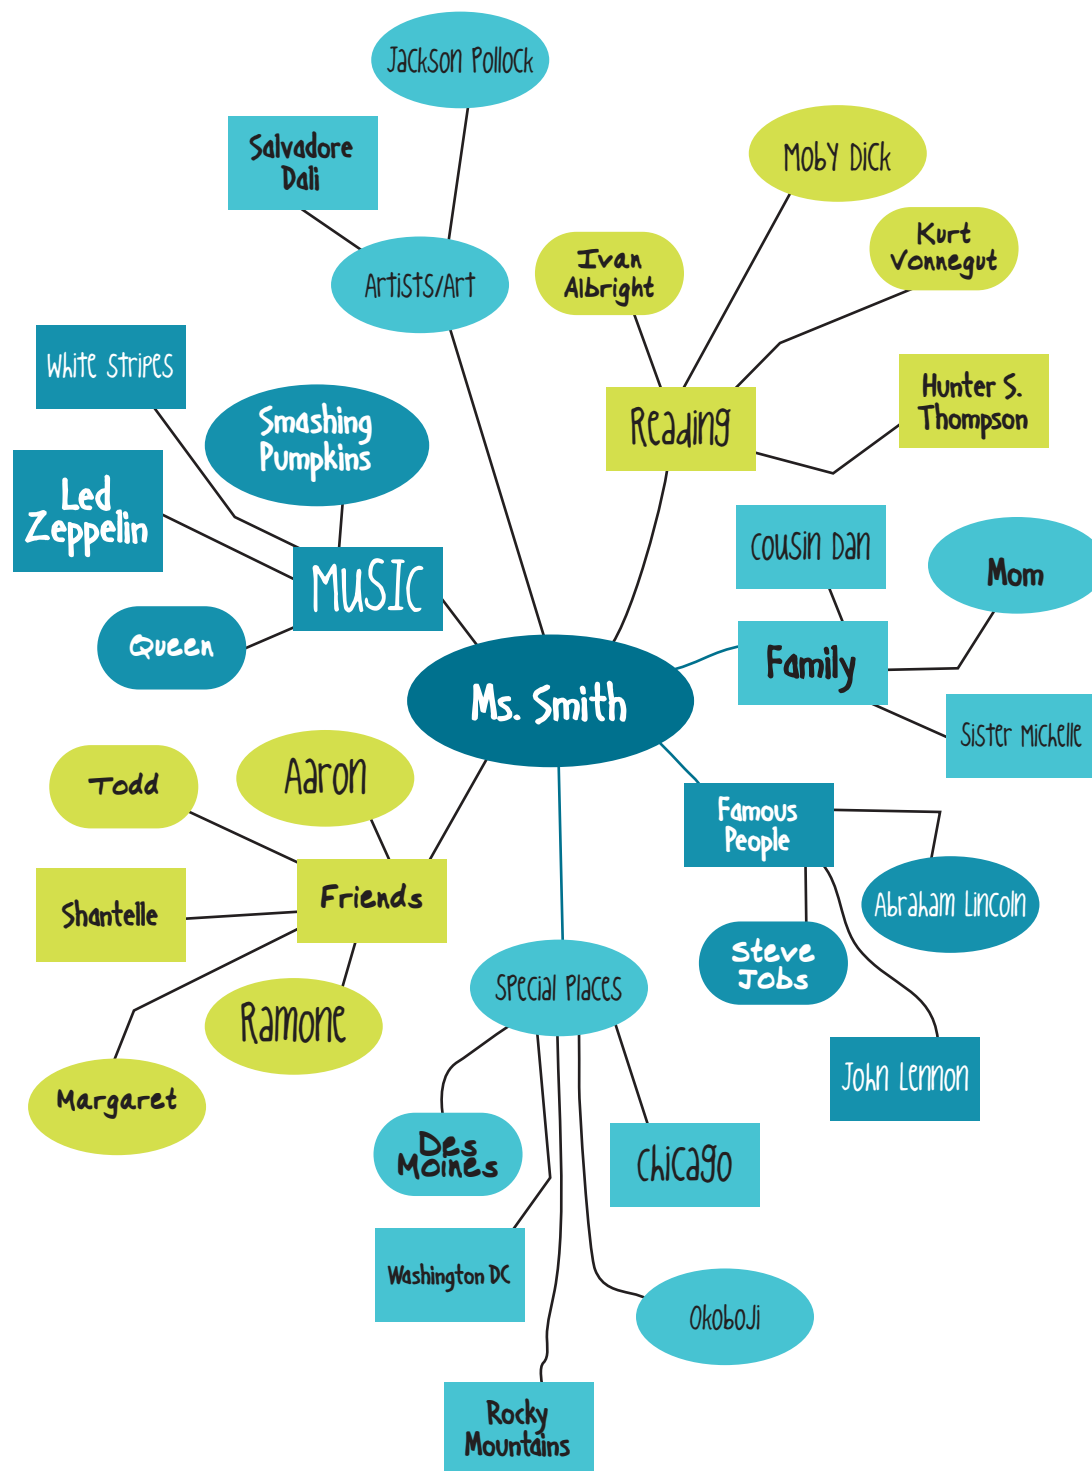 Jackson Pollock
Salvadore
Dali
Artists/Art
Moby Dick
Kurt
Vonnegut
Ivan
Albright
Hunter S.
Thompson
Reading
White Stripes
Smashing
Pumpkins
Led
Zeppelin
Music
Queen
Cousin Dan
Mom
Family
Sister Michelle
Ms. Smith
Todd
Aaron
Friends
Shantelle
Ramone
Margaret
Famous
People
Abraham Lincoln
Steve
Jobs
John Lennon
Special Places
Des
Moines
Chicago
Washington DC
Okoboji
Rocky
Mountains